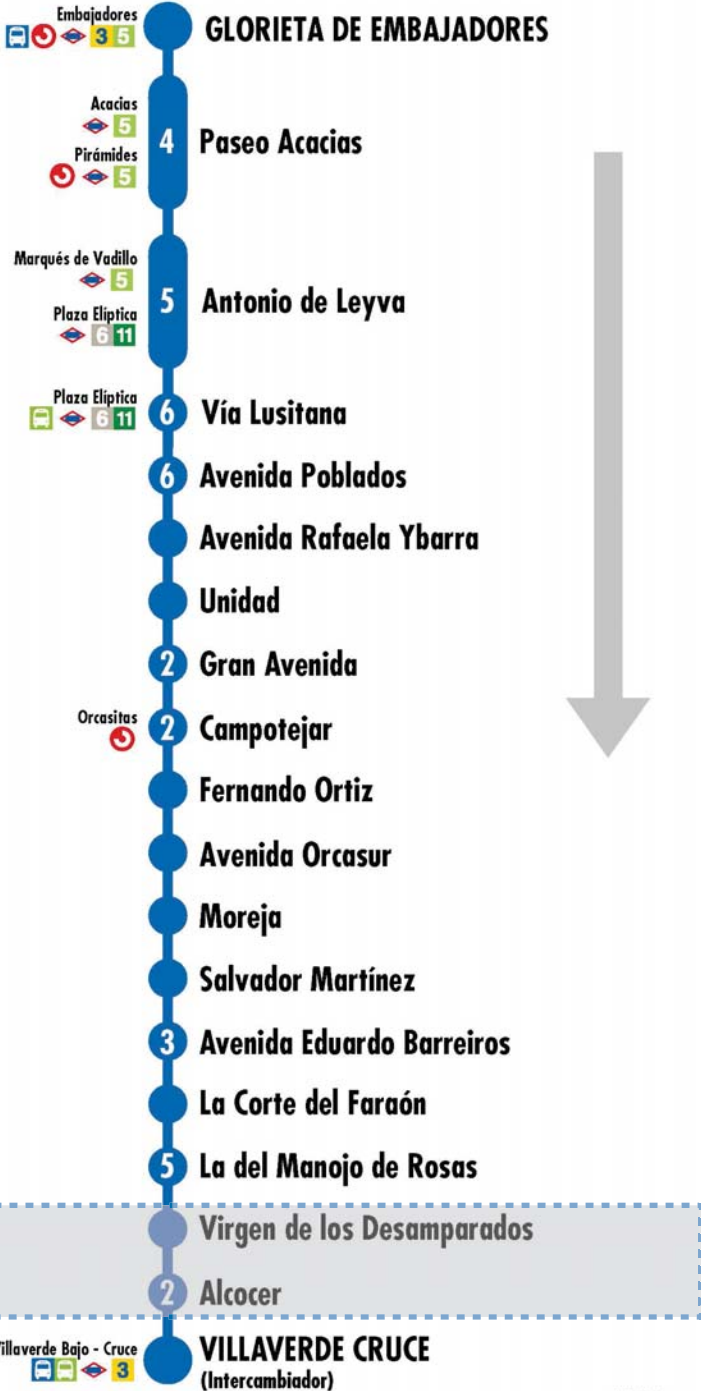 Embajadores
3 5
GLORIETA DE EMBAJADORES
Acacias
5
Pirámides
5
4
Paseo Acacias
Marqués de Vadillo
5
Plaza Elíptica
6 11
5
Antonio de Leyva
Plaza Elíptica
6 11
6
Vía Lusitana
6
Avenida Poblados
Avenida Rafaela Ybarra
Unidad
2
Gran Avenida
Orcasitas
2
Campotejar
Fernando Ortiz
Avenida Orcasur
Moreja
Salvador Martínez
3
Avenida Eduardo Barreiros
La Corte del Faraón
5
La del Manojo de Rosas
Virgen de los Desamparados
2
Alcocer
illaverde Bajo - Cruce
3
VILLAVERDE CRUCE
(Intercambiador)